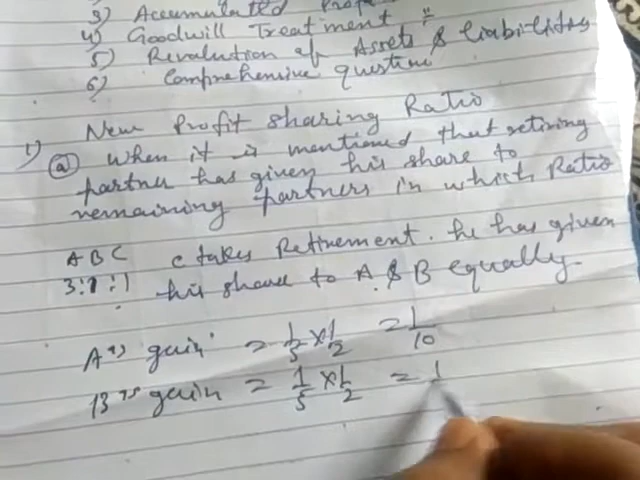 3) Accumulated Prof
4) Goodwill Treatment
5) Revaluation of Assets & liabilities
6) Comprehensive question
1) New Profit sharing Ratio
(a) when it is mentioned that retiring
partner has given his share to
remaining partners in which Ratio
A B C C takes Retirement. he has given
3:1:1 his share to A & B equally.
A's gain = 1/5 × 1/2 = 1/10
B's gain = 1/5 × 1/2 = 1